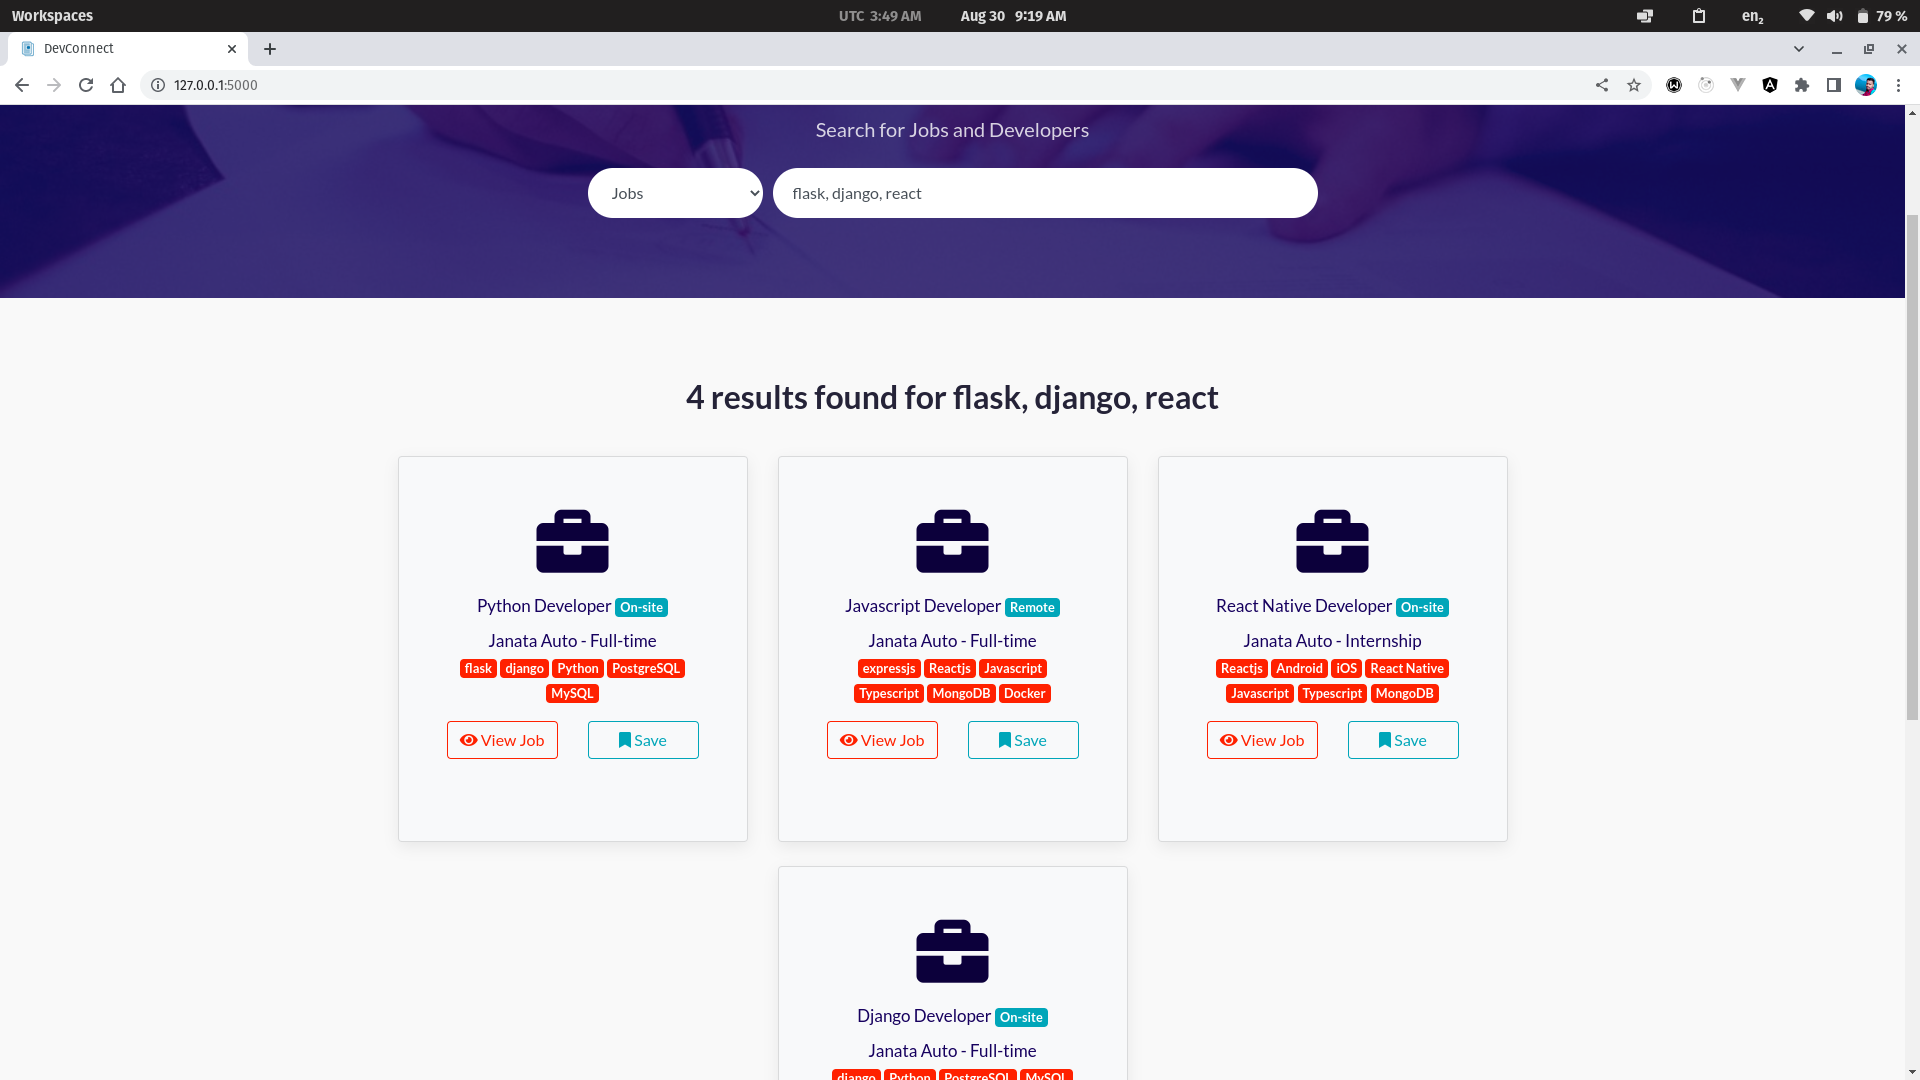 Workspaces
UTC 3:49 AM Aug 30 9:19 AM
en2 79 %
DevConnect
127.0.0.1:5000
Search for Jobs and Developers
Jobs
flask, django, react
4 results found for flask, django, react
Python Developer On-site
Janata Auto - Full-time
flask django Python PostgreSQL
MySQL
View Job Save
Javascript Developer Remote
Janata Auto - Full-time
expressjs Reactjs Javascript
Typescript MongoDB Docker
View Job Save
React Native Developer On-site
Janata Auto - Internship
Reactjs Android iOS React Native
Javascript Typescript MongoDB
View Job Save
Django Developer On-site
Janata Auto - Full-time
django Python PostgreSQL MySQL